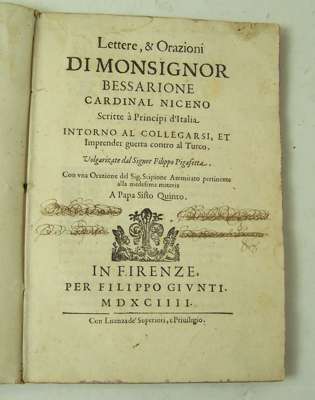 Lettere, & Orazioni
DI MONSIGNOR
BESSARIONE
CARDINAL NICENO
Scritte à Principi d'Italia.
INTORNO AL COLLEGARSI, ET
Imprender guerra contro al Turco.
Volgarizate dal Signor Filippo Pigafetta.
Con vna Orazione del Sig. Scipione Ammirato pertinente
alla medesima materia
A Papa Sisto Quinto.
IN FIRENZE,
PER FILIPPO GIVNTI.
MDXCIIII.
Con Licenza de' Superiori, e Priuilegio.